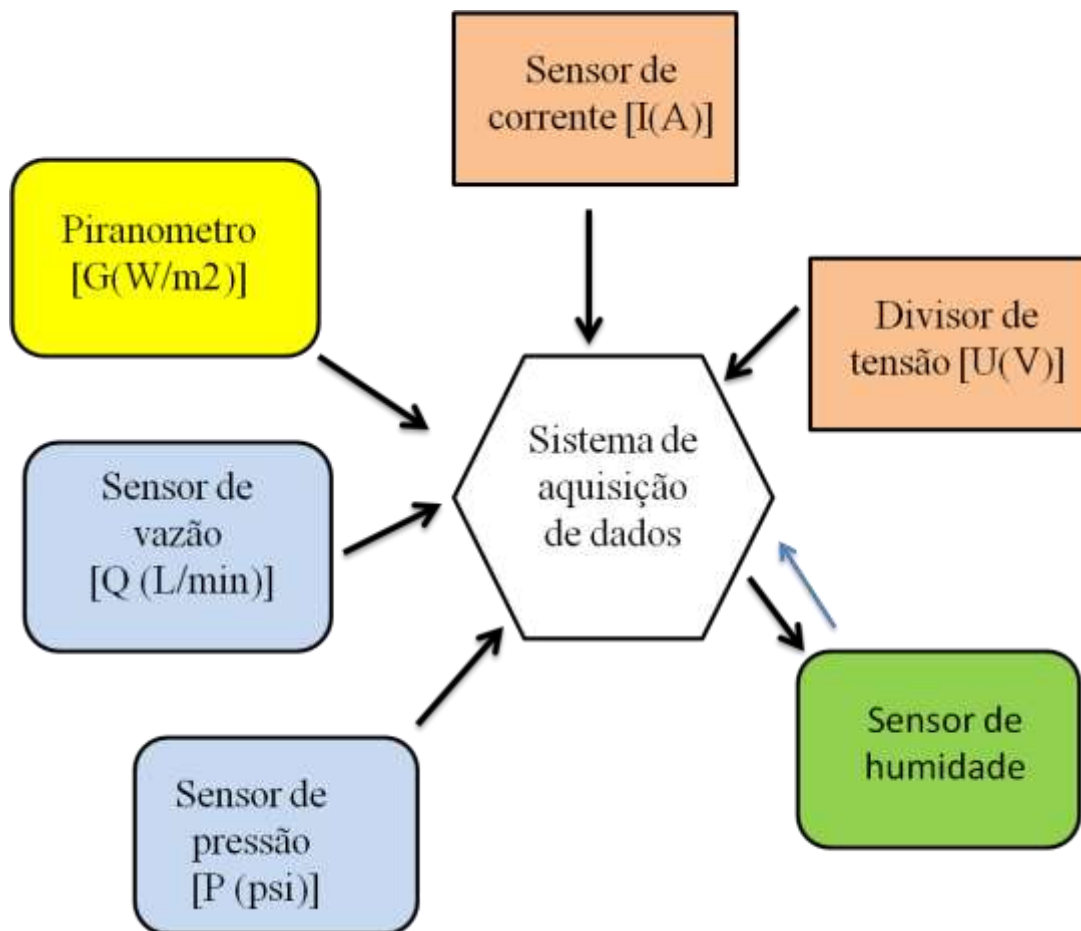 Sensor de
corrente [I(A)]
Piranometro
[G(W/m2)]
Divisor de
tensão [U(V)]
Sistema de
aquisição
de dados
Sensor de
vazão
[Q (L/min)]
Sensor de
humidade
Sensor de
pressão
[P (psi)]